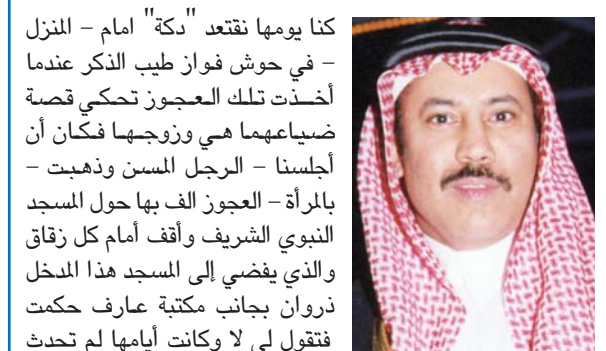 كنا يومها نقتعد "دكة" امام – المنزل
– في حوش فواز طيب الذكر عندما
أخذت تلك العجوز تحكي قصة
ضياعهما هي وزوجها فكان أن
أجلسنا – الرجل المسن وذهبت –
بالمرأة – العجوز الف بها حول المسجد
النبوي الشريف وأقف أمام كل زقاق
والذي يفضي إلى المسجد هذا المدخل
ذروان بجانب مكتبة عارف حكمت
فتقول لي لا وكانت أيامها لم تحدث